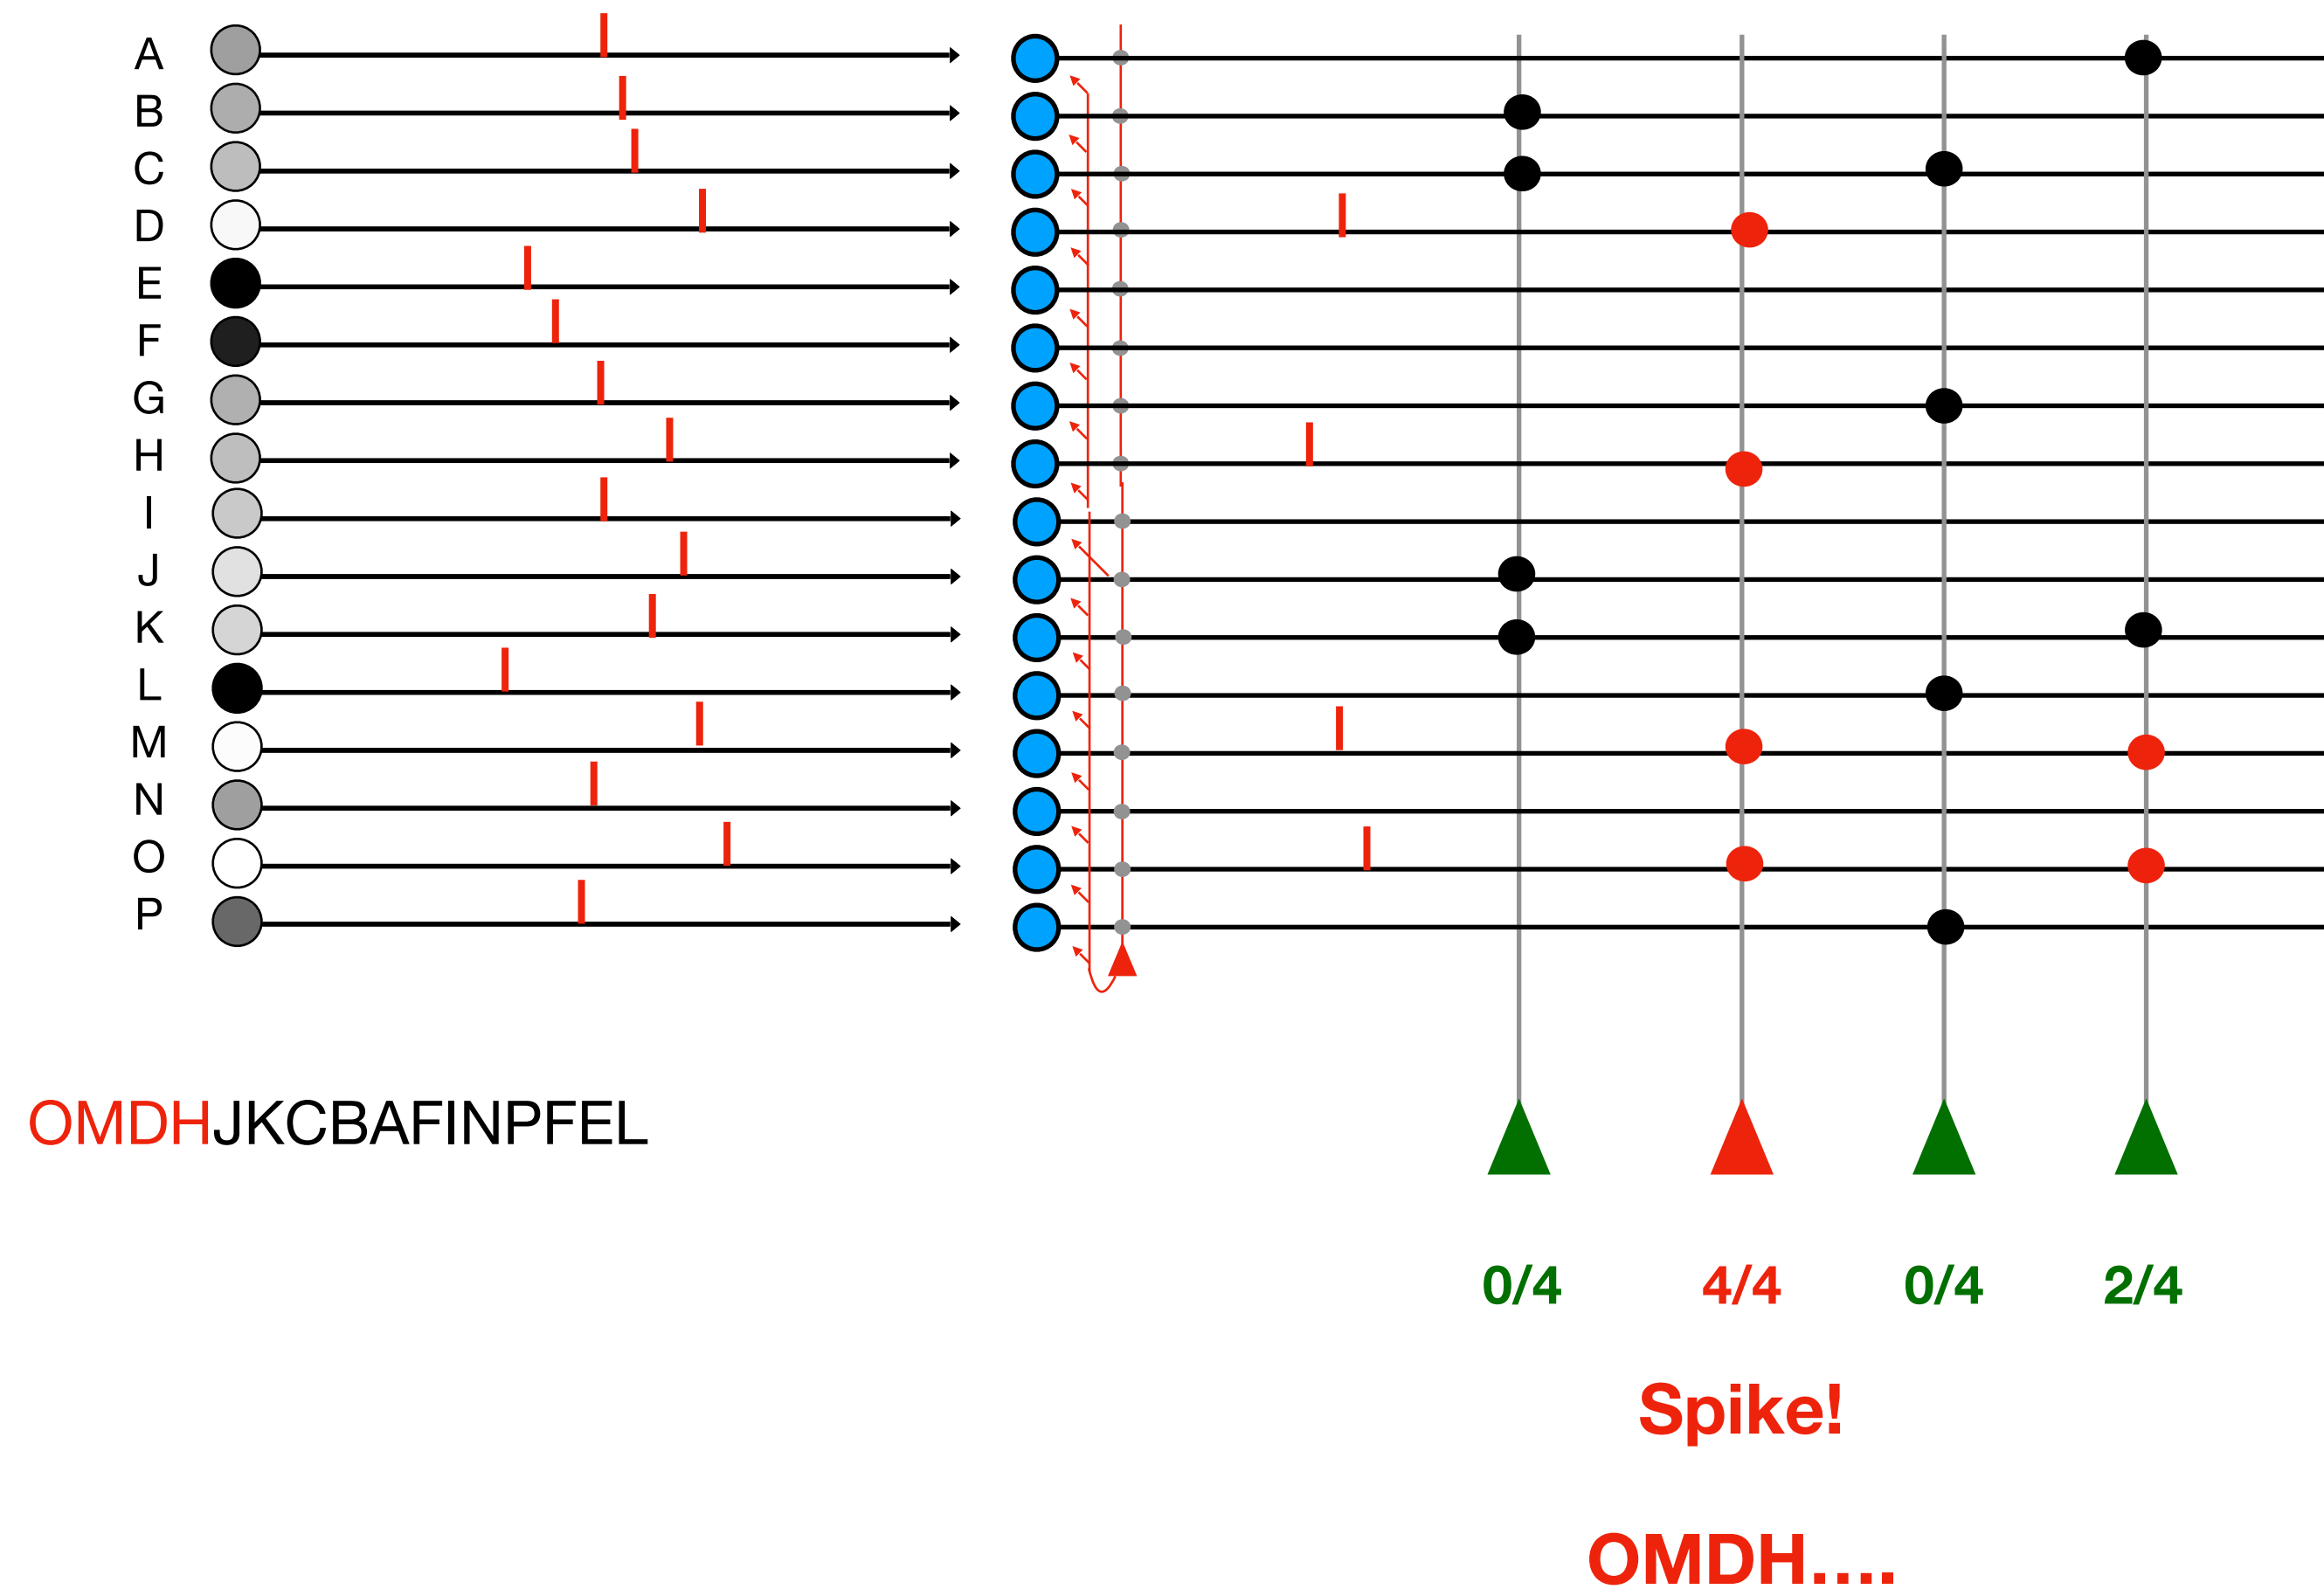 A
B
C
D
E
F
G
H
I
J
K
L
M
N
O
P
OMDHJKCBAFINPFEL
0/4 4/4 0/4 2/4
Spike!
OMDH....